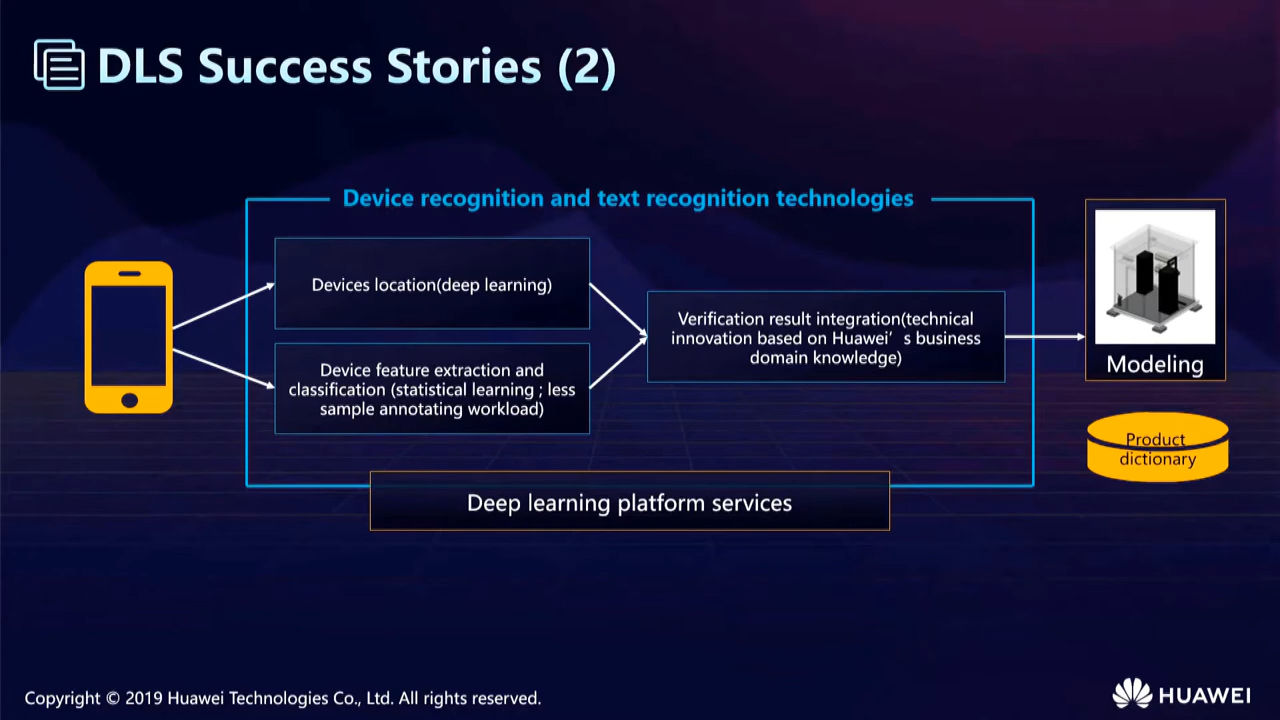 DLS Success Stories (2)
Device recognition and text recognition technologies
Devices location(deep learning)
Device feature extraction and
classification (statistical learning ; less
sample annotating workload)
Verification result integration(technical
innovation based on Huawei’s business
domain knowledge)
Modeling
Product
dictionary
Deep learning platform services
Copyright © 2019 Huawei Technologies Co., Ltd. All rights reserved.
HUAWEI